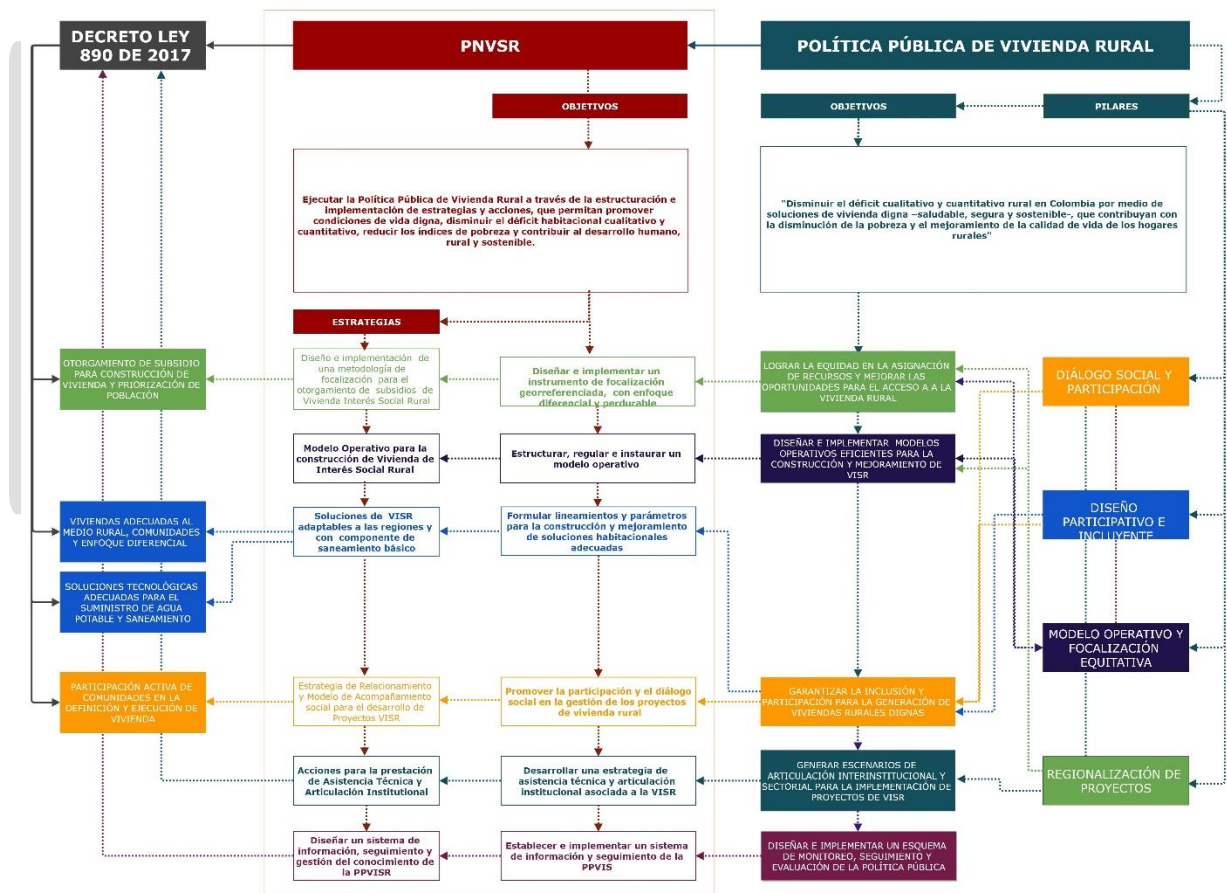 DECRETO LEY
890 DE 2017
PNVSR
POLÍTICA PÚBLICA DE VIVIENDA RURAL
OBJETIVOS
OBJETIVOS
PILARES
Ejecutar la Política Pública de Vivienda Rural a través de la estructuración e
implementación de estrategias y acciones, que permitan promover
condiciones de vida digna, disminuir el déficit habitacional cualitativo y
cuantitativo, reducir los índices de pobreza y contribuir al desarrollo humano,
rural y sostenible.
"Disminuir el déficit cualitativo y cuantitativo rural en Colombia por medio de
soluciones de vivienda digna –saludable, segura y sostenible-, que contribuyan con
la disminución de la pobreza y el mejoramiento de la calidad de vida de los hogares
rurales"
ESTRATEGIAS
OTORGAMIENTO DE SUBSIDIO
PARA CONSTRUCCIÓN DE
VIVIENDA Y PRIORIZACIÓN DE
POBLACIÓN
Diseño e implementación de
una metodología de
focalización para el
otorgamiento de subsidios de
Vivienda Interés Social Rural
Diseñar e implementar un
instrumento de focalización
georreferenciada, con enfoque
diferencial y perdurable
LOGRAR LA EQUIDAD EN LA ASIGNACIÓN
DE RECURSOS Y MEJORAR LAS
OPORTUNIDADES PARA EL ACCESO A A LA
VIVIENDA RURAL
DIÁLOGO SOCIAL Y
PARTICIPACIÓN
Modelo Operativo para la
construcción de Vivienda de
Interés Social Rural
Estructurar, regular e instaurar un
modelo operativo
DISEÑAR E IMPLEMENTAR MODELOS
OPERATIVOS EFICIENTES PARA LA
CONSTRUCCIÓN Y MEJORAMIENTO DE
VISR
VIVIENDAS ADECUADAS AL
MEDIO RURAL, COMUNIDADES
Y ENFOQUE DIFERENCIAL
Soluciones de VISR
adaptables a las regiones y
con componente de
saneamiento básico
Formular lineamientos y parámetros
para la construcción y mejoramiento
de soluciones habitacionales
adecuadas
DISEÑO
PARTICIPATIVO E
INCLUYENTE
SOLUCIONES TECNOLÓGICAS
ADECUADAS PARA EL
SUMINISTRO DE AGUA
POTABLE Y SANEAMIENTO
MODELO OPERATIVO Y
FOCALIZACIÓN
EQUITATIVA
PARTICIPACIÓN ACTIVA DE
COMUNIDADES EN LA
DEFINICIÓN Y EJECUCIÓN DE
VIVIENDA
Estrategia de Relacionamiento
y Modelo de Acompañamiento
social para el desarrollo de
Proyectos VISR
Promover la participación y el diálogo
social en la gestión de los proyectos
de vivienda rural
GARANTIZAR LA INCLUSIÓN Y
PARTICIPACIÓN PARA LA GENERACIÓN DE
VIVIENDAS RURALES DIGNAS
Acciones para la prestación
de Asistencia Técnica y
Articulación Institucional
Desarrollar una estrategia de
asistencia técnica y articulación
institucional asociada a la VISR
GENERAR ESCENARIOS DE
ARTICULACIÓN INTERINSTITUCIONAL Y
SECTORIAL PARA LA IMPLEMENTACIÓN DE
PROYECTOS DE VISR
REGIONALIZACIÓN DE
PROYECTOS
Diseñar un sistema de
información, seguimiento y
gestión del conocimiento de
la PPVISR
Establecer e implementar un sistema
de información y seguimiento de la
PPVIS
DISEÑAR E IMPLEMENTAR UN ESQUEMA
DE MONITOREO, SEGUIMIENTO Y
EVALUACIÓN DE LA POLÍTICA PÚBLICA